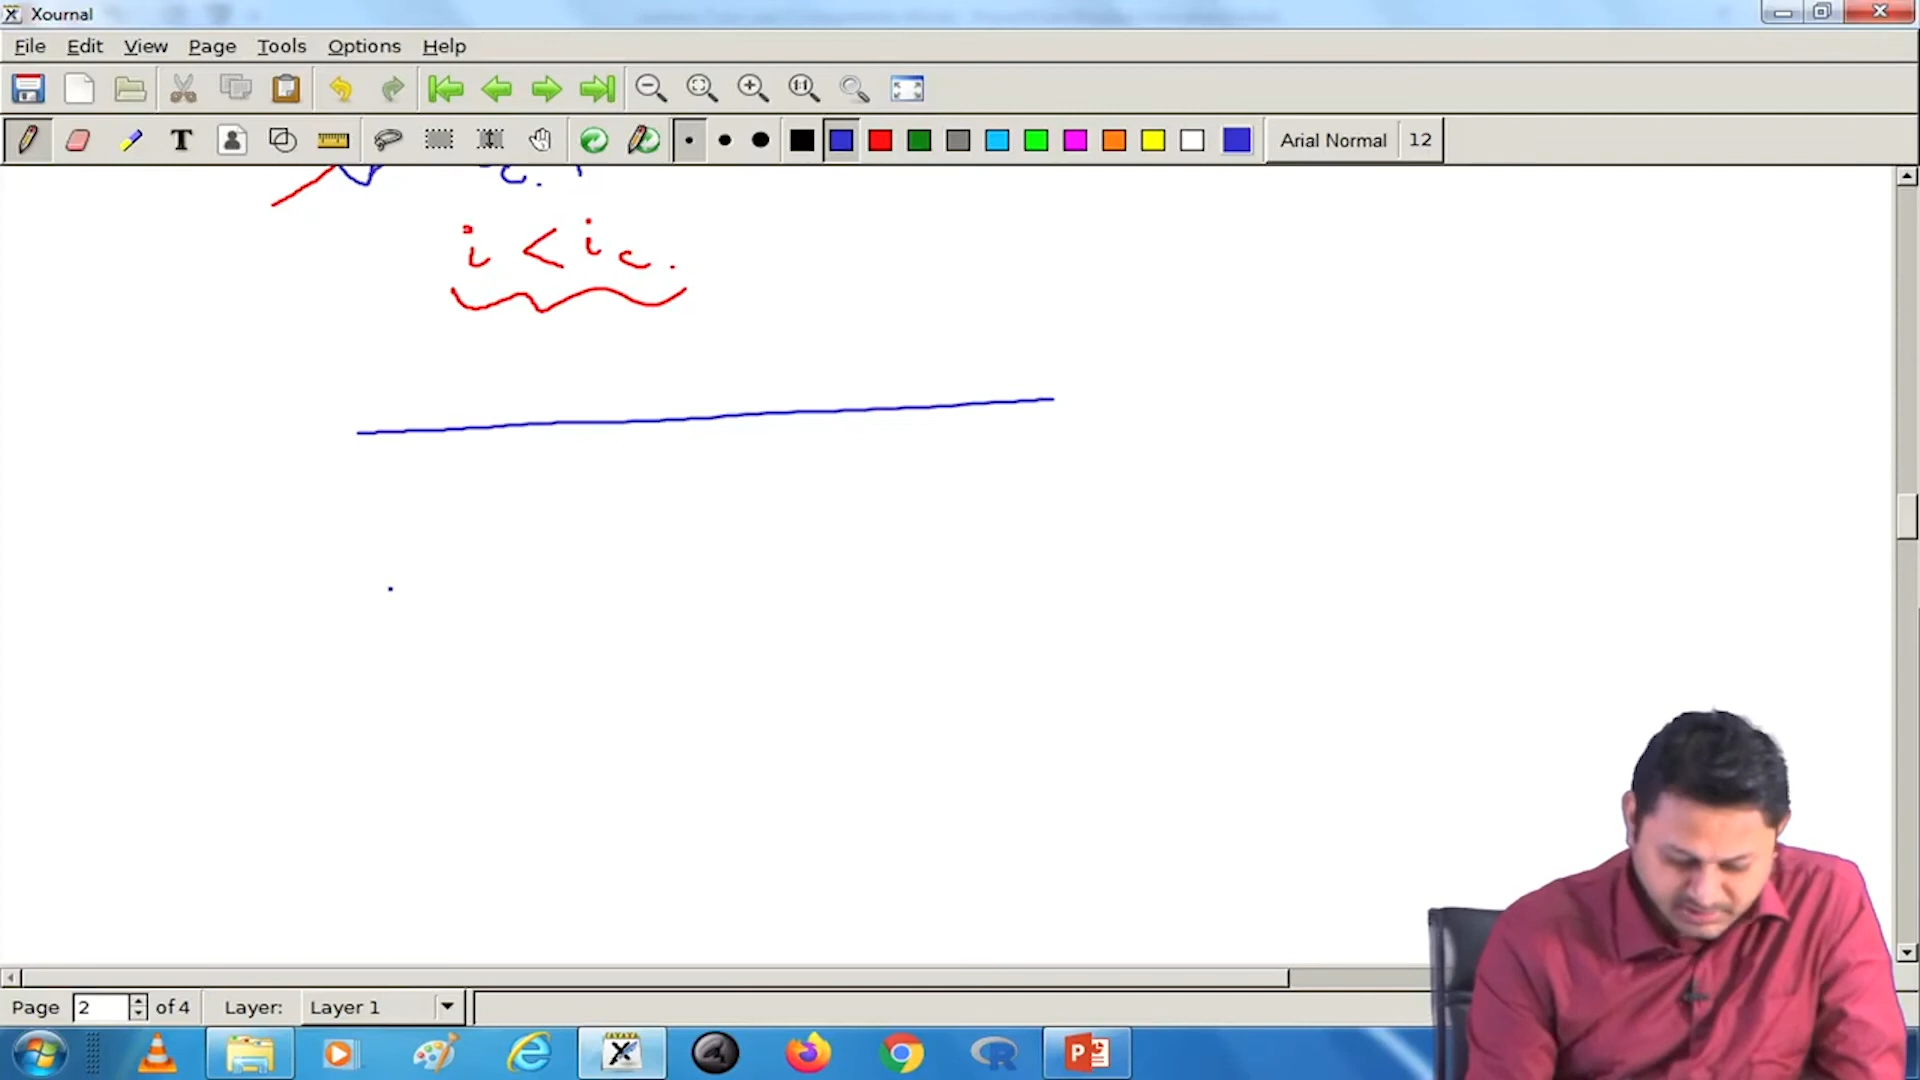 Xournal
File Edit View Page Tools Options Help
T Arial Normal 12
c.
i < ic.
Page 2 of 4 Layer: Layer 1